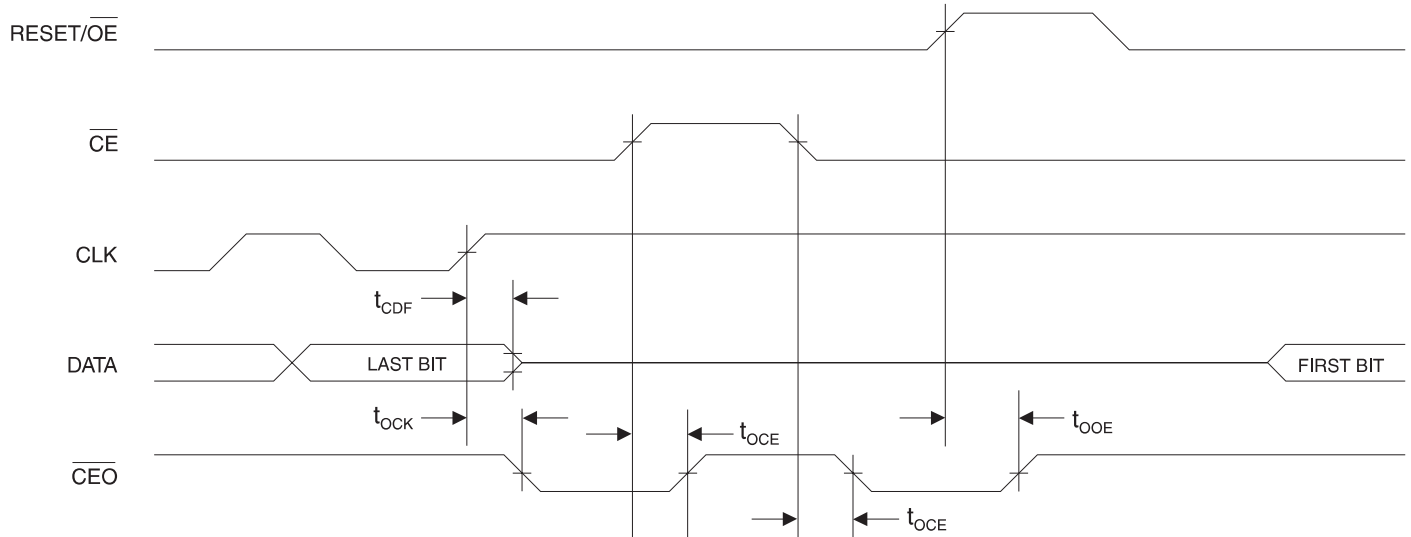 RESET/OE
CE
CLK
tCDF
DATA
LAST BIT
FIRST BIT
tOCK
tOCE
tOOE
CEO
tOCE